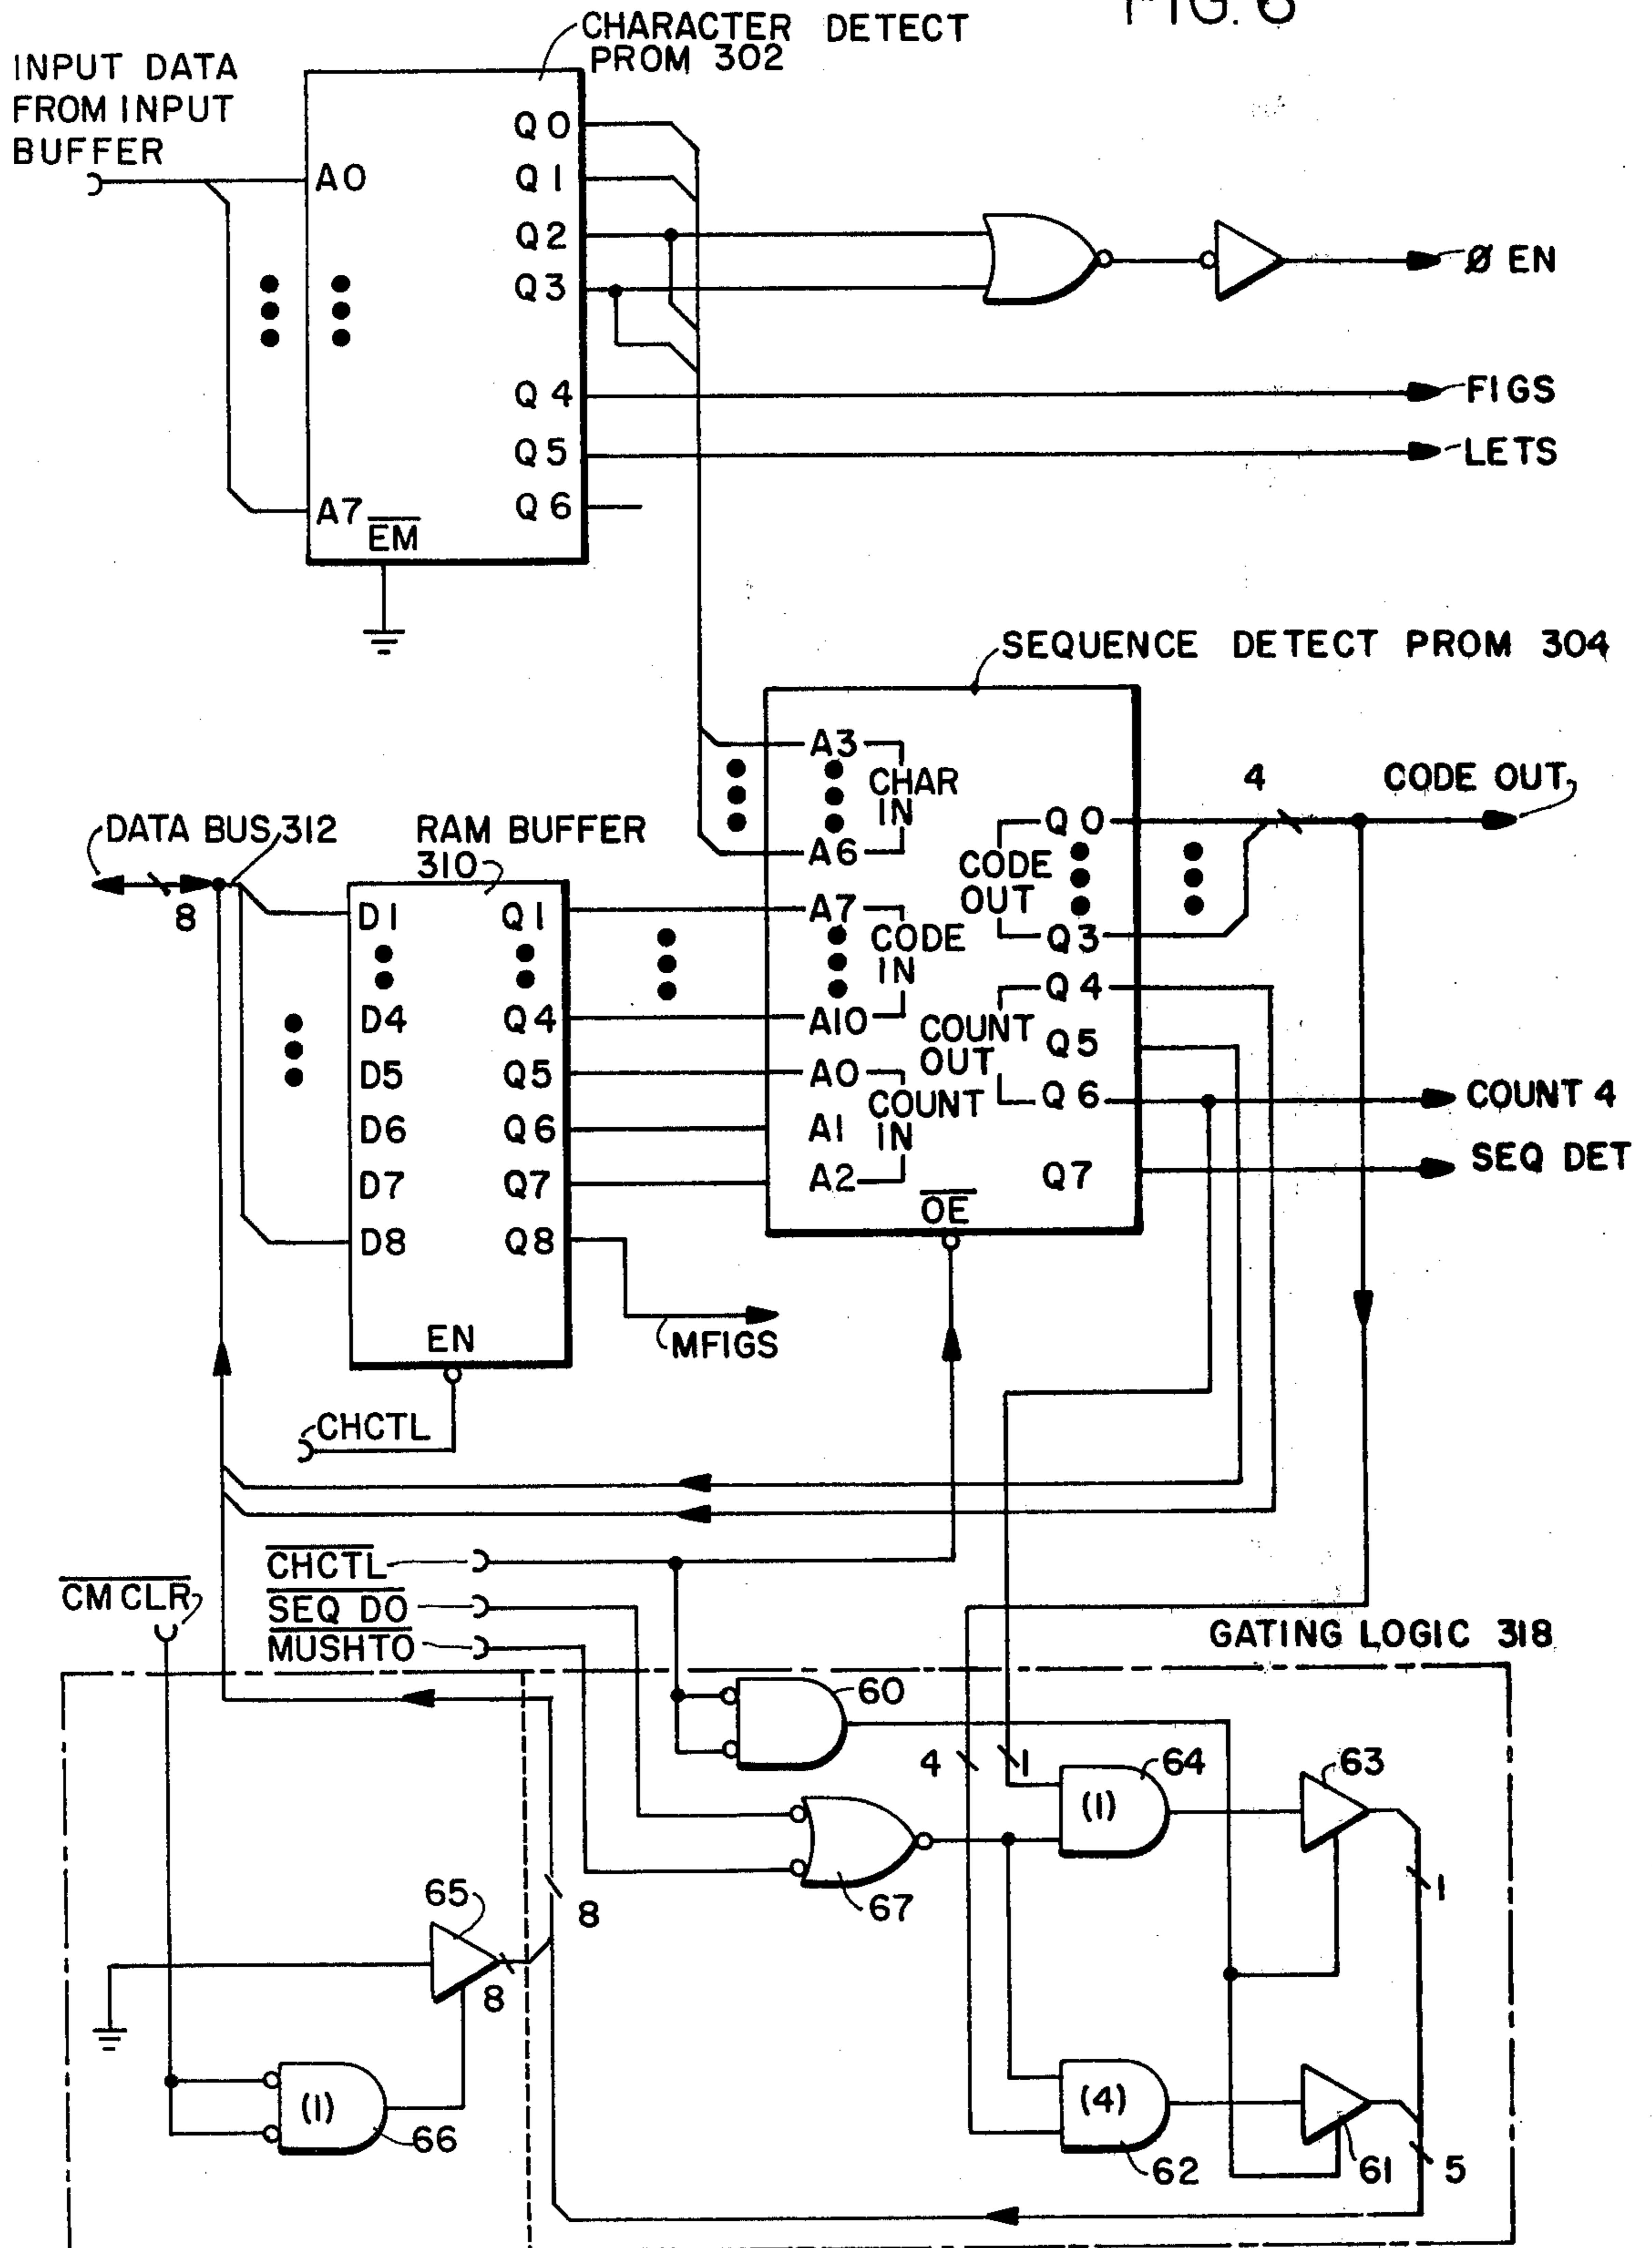 FIG. 6
CHARACTER DETECT
PROM 302
INPUT DATA
FROM INPUT
BUFFER
A0
A7
EM
Q0
Q1
Q2
Q3
Q4
Q5
Q6
Ø EN
FIGS
LETS
SEQUENCE DETECT PROM 304
A3
CHAR
IN
A6
A7
CODE
IN
A10
A0
COUNT
A1
IN
A2
OE
Q0
CODE
OUT
Q3
Q4
COUNT
OUT
Q5
Q6
Q7
4
CODE OUT
COUNT 4
SEQ DET
DATA BUS 312
8
RAM BUFFER
310
D1
D4
D5
D6
D7
D8
Q1
Q4
Q5
Q6
Q7
Q8
EN
MFIGS
CHCTL
CHCTL
CM CLR
SEQ DO
MUSHTO
GATING LOGIC 318
60
4
1
64
(1)
63
1
67
8
65
8
(1)
66
(4)
62
61
5